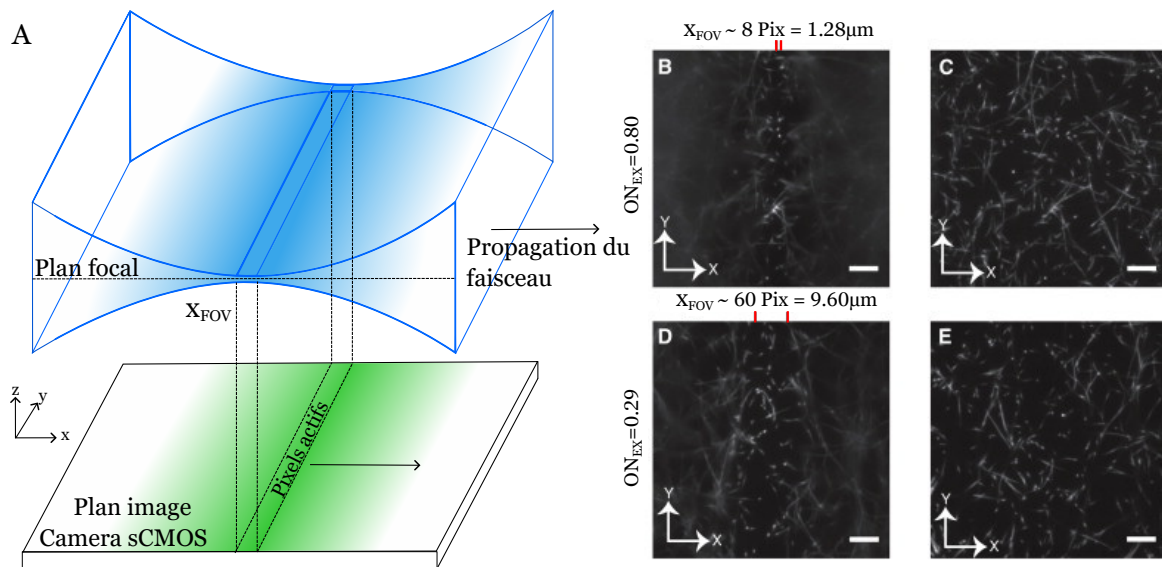 A
Plan focal
Propagation du
faisceau
xFOV
z
y
x
Pixels actifs
Plan image
Camera sCMOS
xFOV ~ 8 Pix = 1.28µm
ONEX=0.80
B
Y
X
C
Y
X
xFOV ~ 60 Pix = 9.60µm
ONEX=0.29
D
Y
X
E
Y
X